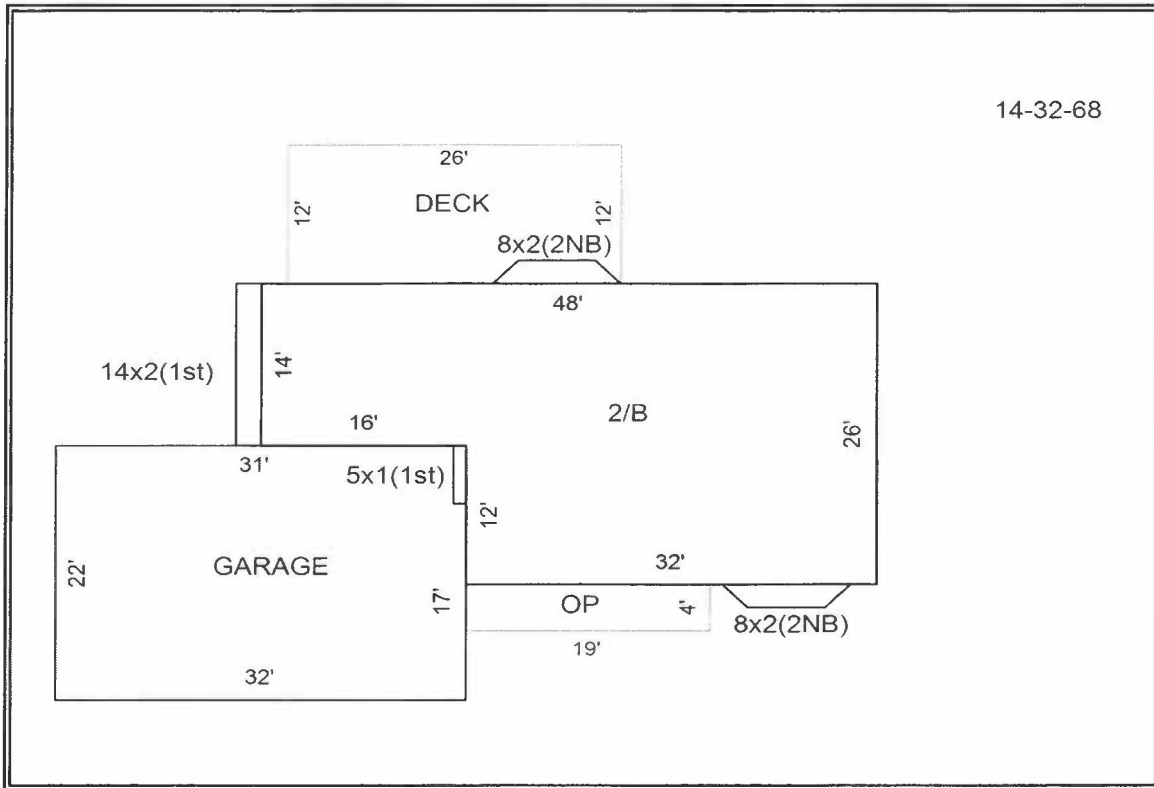 14-32-68
26'
12'
DECK
12'
8x2(2NB)
48'
14x2(1st)
14'
2/B
26'
16'
31'
5x1(1st)
12'
22'
GARAGE
17'
32'
OP
4'
8x2(2NB)
19'
32'